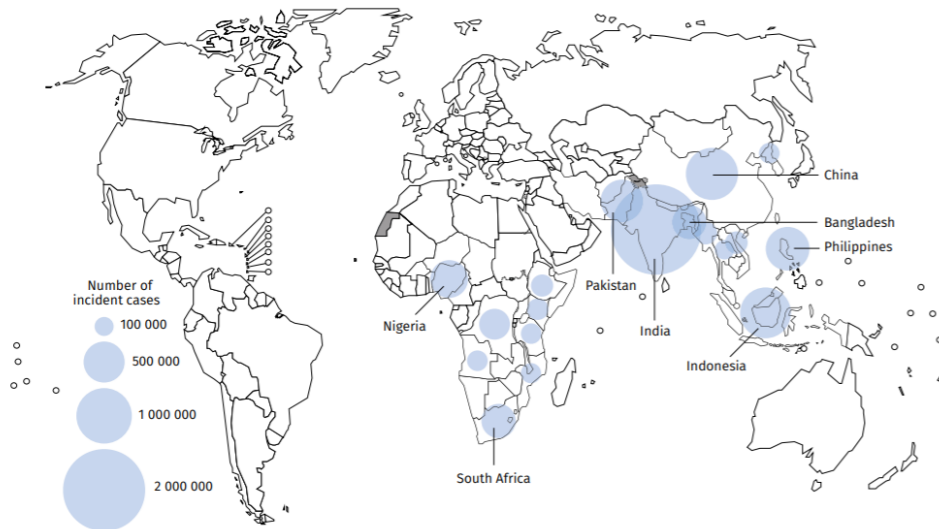 China
Bangladesh
Philippines
Pakistan
India
Indonesia
Nigeria
South Africa
Number of
incident cases
100 000
500 000
1 000 000
2 000 000